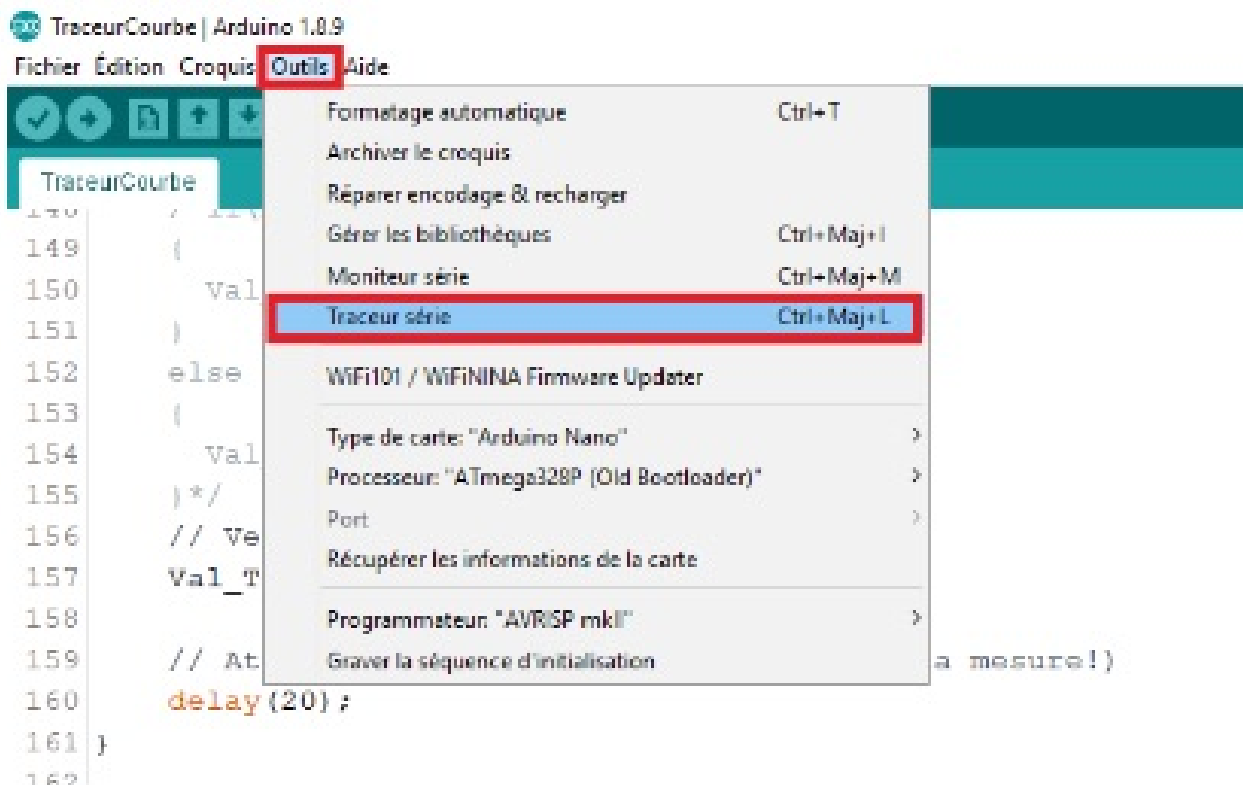 TraceurCourbe | Arduino 1.8.9
Fichier Édition Croquis Outils Aide
TraceurCourbe
Formatage automatique Ctrl+T
Archiver le croquis
Réparer encodage & recharger
Gérer les bibliothèques Ctrl+Maj+I
Moniteur série Ctrl+Maj+M
Traceur série Ctrl+Maj+L
WiFi101 / WiFiNINA Firmware Updater
Type de carte: "Arduino Nano"
Processeur: "ATmega328P (Old Bootloader)"
Port
Récupérer les informations de la carte
Programmateur: "AVRISP mkII"
Graver la séquence d'initialisation
149 {
150 Val_
151 }
152 else
153 {
154 Val_
155 }*/
156 // Ve
157 Val_T
158
159 // At a mesure!)
160 delay(20);
161 }
162